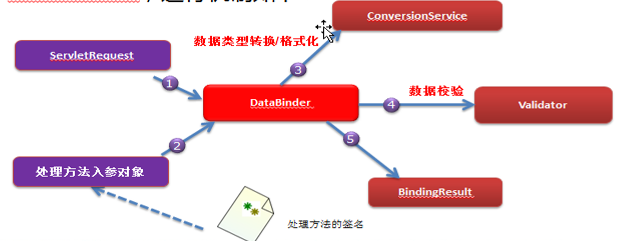 ConversionService
数据类型转换/格式化
ServletRequest
1
3
DataBinder
数据校验
4
Validator
2
5
处理方法入参对象
BindingResult
处理方法的签名